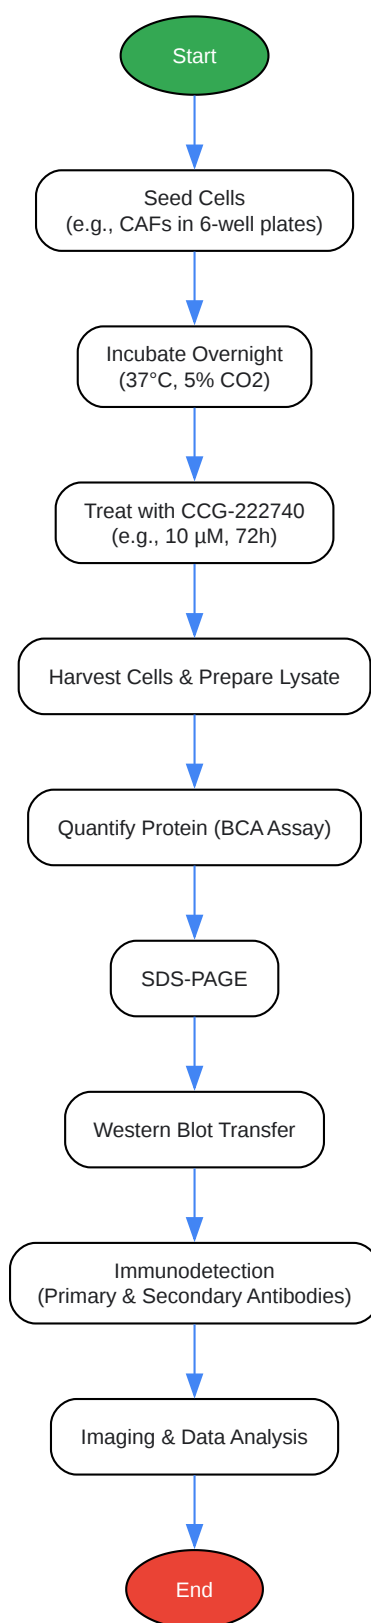 Start
Seed Cells
(e.g., CAFs in 6-well plates)
Incubate Overnight
(37°C, 5% CO2)
Treat with CCG-222740
(e.g., 10 µM, 72h)
Harvest Cells & Prepare Lysate
Quantify Protein (BCA Assay)
SDS-PAGE
Western Blot Transfer
Immunodetection
(Primary & Secondary Antibodies)
Imaging & Data Analysis
End